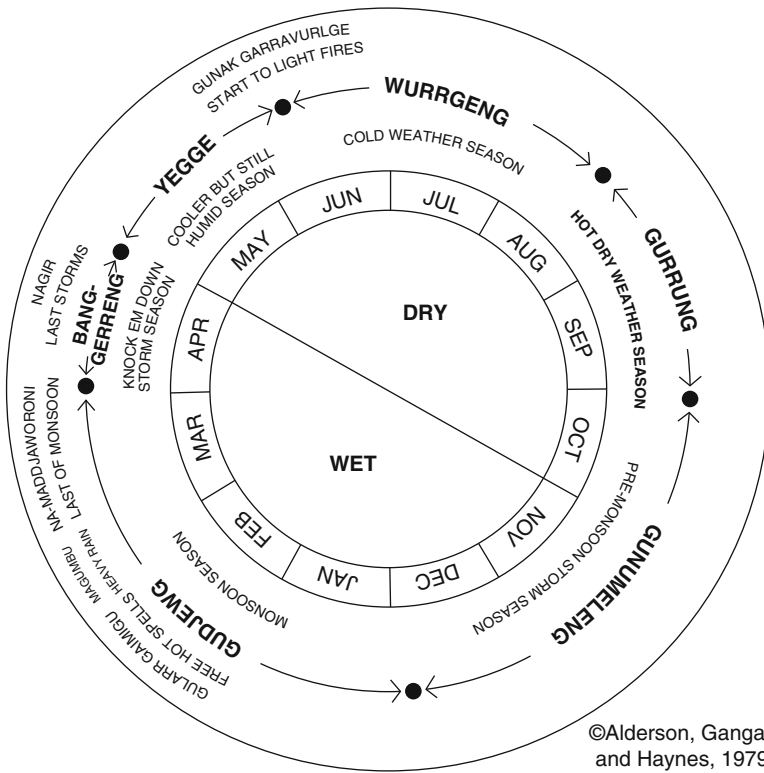 GUNAK GARRAVURLGE
START TO LIGHT FIRES
WURRGENG
COLD WEATHER SEASON
YEGGE
COOLER BUT STILL
HUMID SEASON
GURRUNG
HOT DRY WEATHER SEASON
NAGIR
LAST STORMS
BANG-
GERRENG
KNOCK EM DOWN
STORM SEASON
JUN
JUL
AUG
SEP
OCT
NOV
DEC
JAN
FEB
MAR
APR
MAY
DRY
WET
NA-MADDJAWORONI
LAST OF MONSOON
MAGUMBU
HEAVY RAIN
GULARR GAIMIGU
FREE HOT SPELLS
GUDJEWG
MONSOON SEASON
PRE-MONSOON STORM SEASON
GUNUMELENG
©Alderson, Ganga
and Haynes, 1979